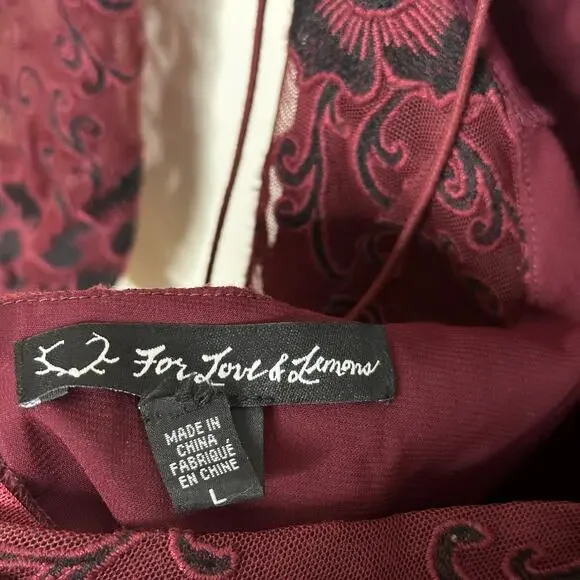 For Love & Lemons
MADE IN
CHINA
FABRIQUÉ
EN CHINE
L